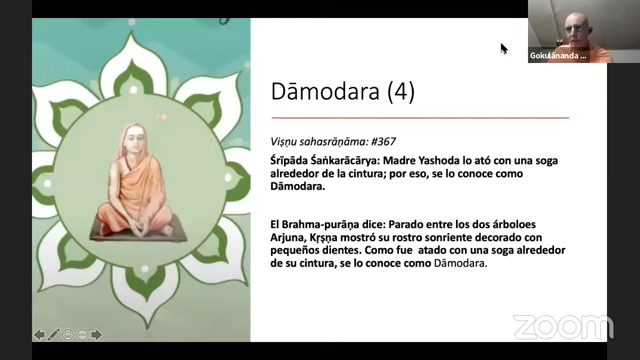 Dāmodara (4)
Viṣṇu sahasrāṇāma: #367
Śrīpāda Śaṅkarācārya: Madre Yashoda lo ató con una soga
alrededor de la cintura; por eso, se lo conoce como
Dāmodara.
El Brahma-purāṇa dice: Parado entre los dos árboloes
Arjuna, Kṛṣṇa mostró su rostro sonriente decorado con
pequeños dientes. Como fue atado con una soga alrededor
de su cintura, se lo conoce como Dāmodara.
Gokulānanda ...
zoom